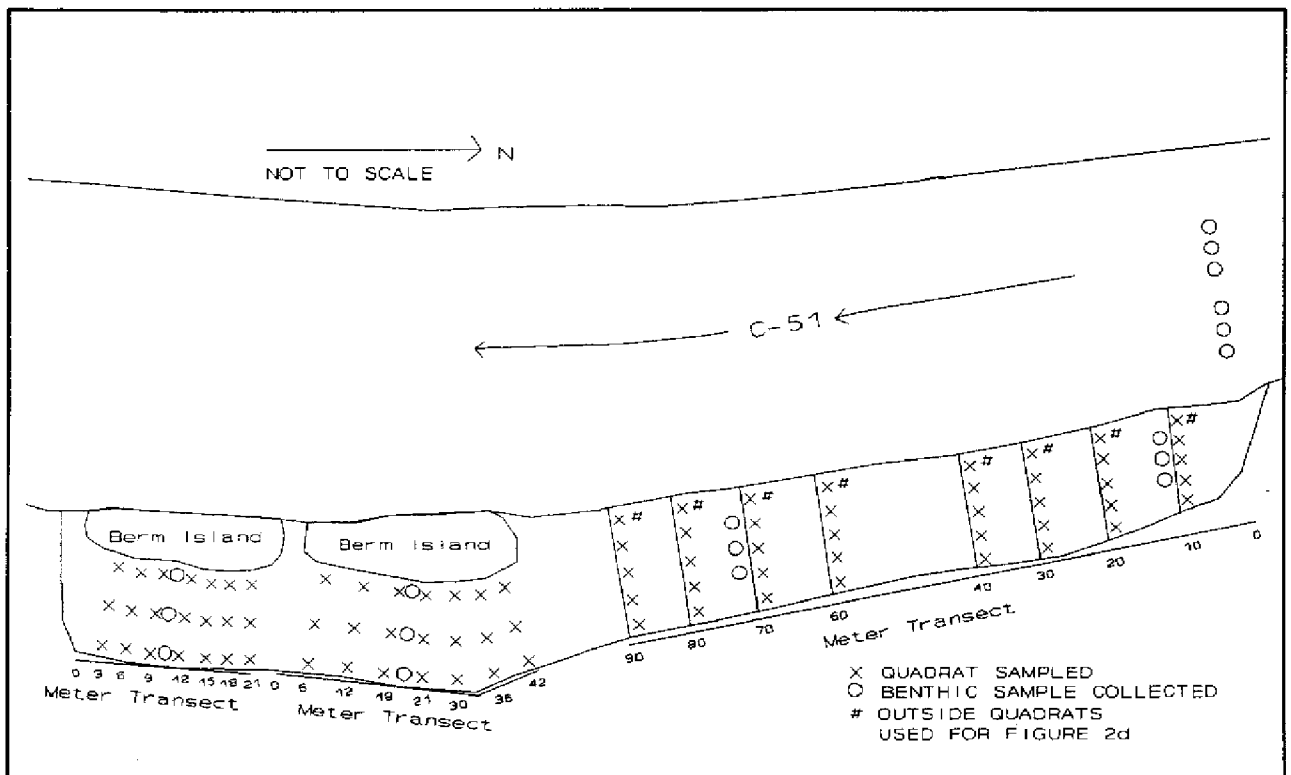 N
NOT TO SCALE
C-51
Berm Island
Berm Island
# # # # # # # #
0 3 6 9 12 15 18 21
Meter Transect
0 6 12 18 21 30 36 42
Meter Transect
90 80 70 60 40 30 20 10 0
Meter Transect
X QUADRAT SAMPLED
O BENTHIC SAMPLE COLLECTED
# OUTSIDE QUADRATS
USED FOR FIGURE 2d